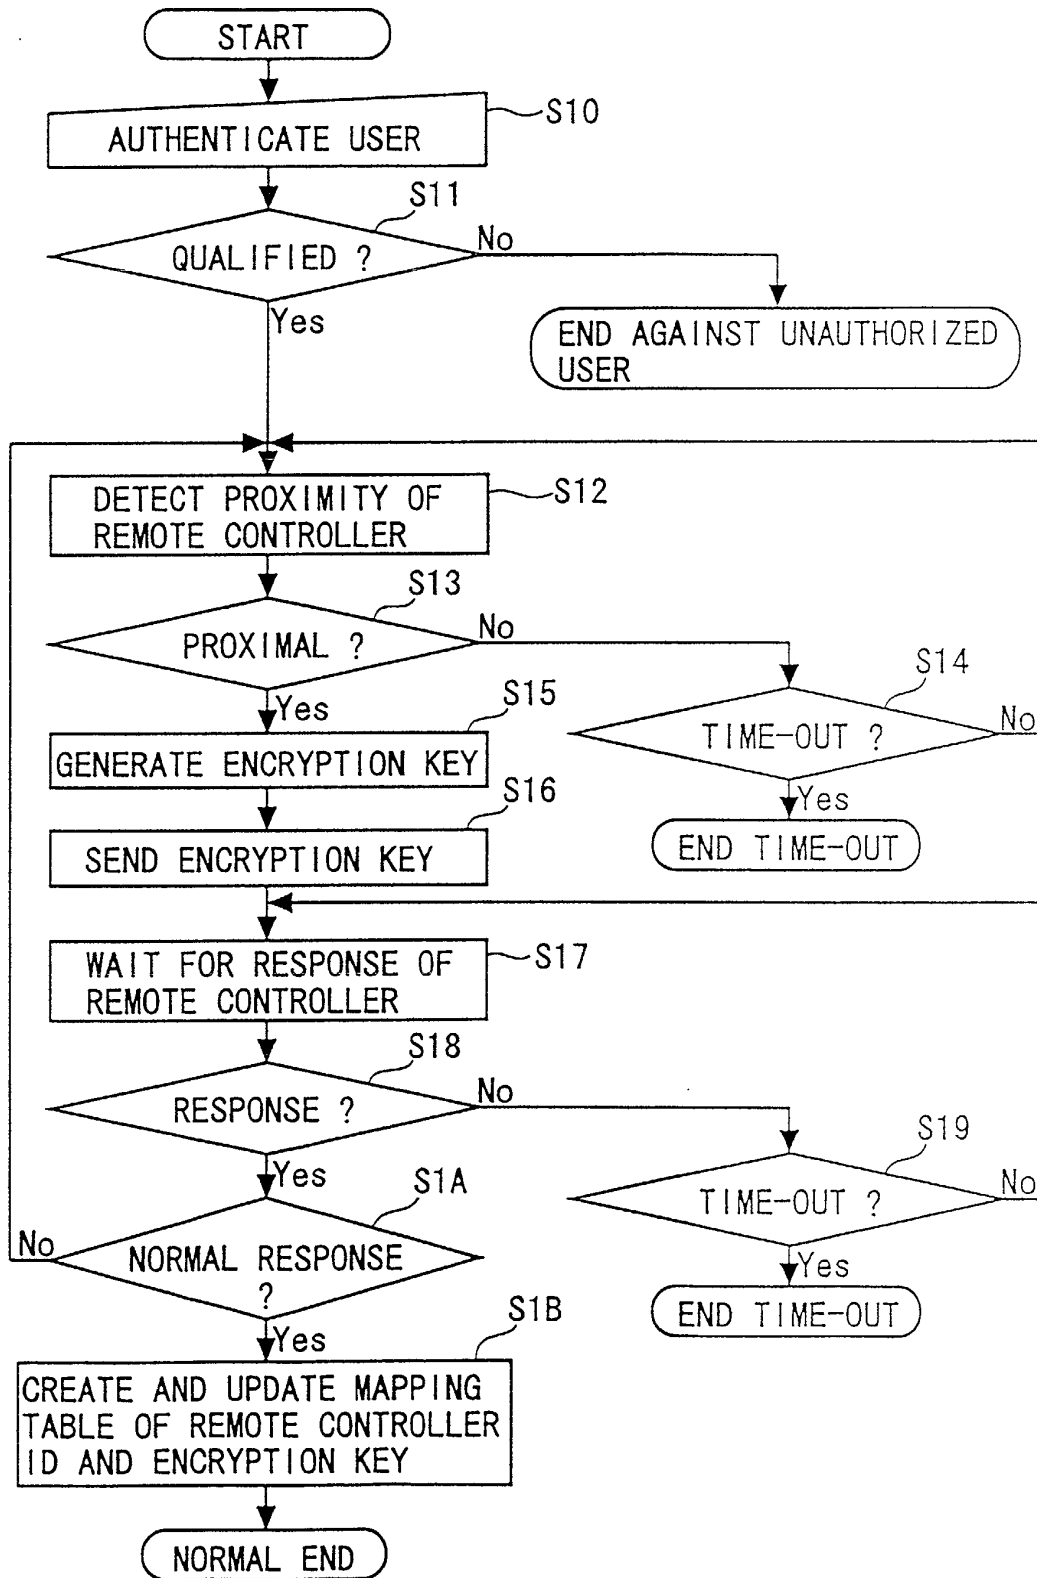 START
AUTHENTICATE USER
S10
S11
QUALIFIED ?
No
Yes
END AGAINST UNAUTHORIZED
USER
DETECT PROXIMITY OF
REMOTE CONTROLLER
S12
S13
PROXIMAL ?
No
Yes
S14
TIME-OUT ?
No
Yes
END TIME-OUT
S15
GENERATE ENCRYPTION KEY
S16
SEND ENCRYPTION KEY
WAIT FOR RESPONSE OF
REMOTE CONTROLLER
S17
S18
RESPONSE ?
No
Yes
S19
TIME-OUT ?
No
Yes
END TIME-OUT
S1A
NORMAL RESPONSE
?
No
Yes
S1B
CREATE AND UPDATE MAPPING
TABLE OF REMOTE CONTROLLER
ID AND ENCRYPTION KEY
NORMAL END